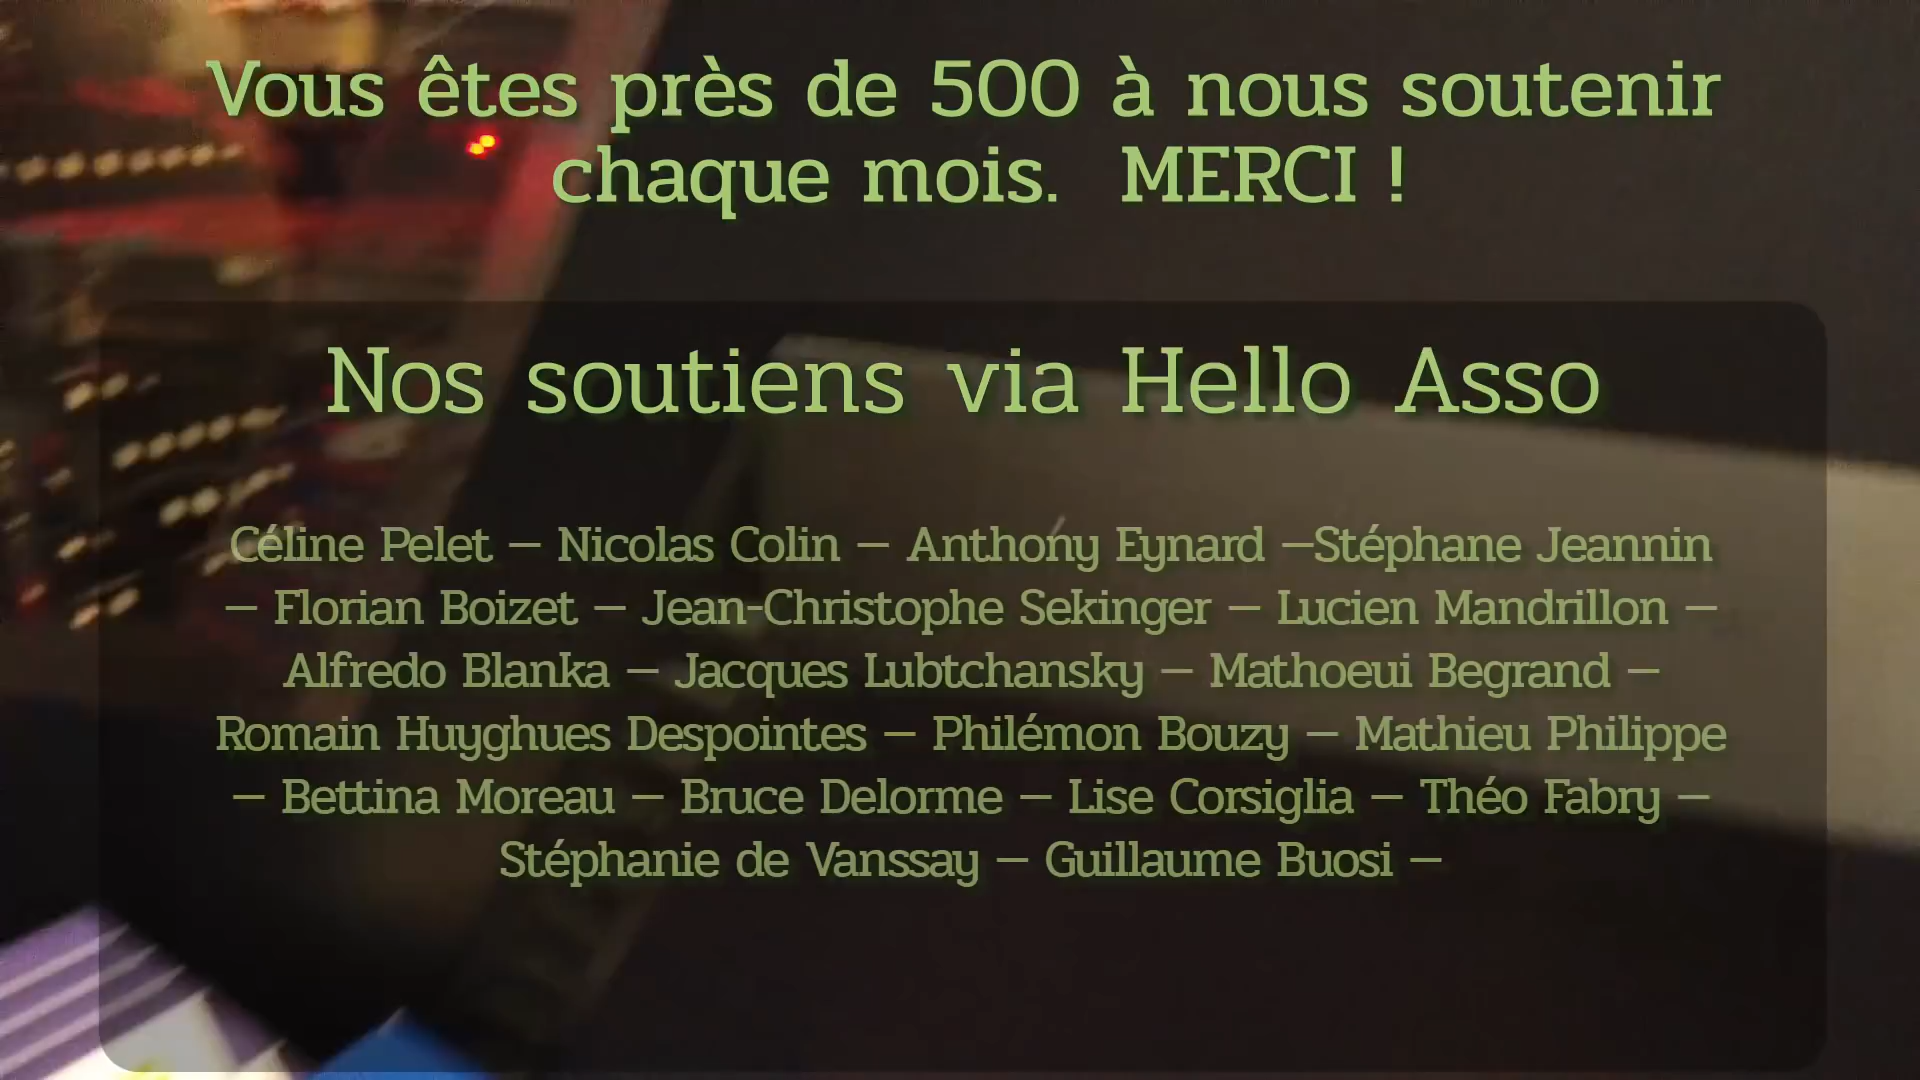 Vous êtes près de 500 à nous soutenir
chaque mois. MERCI !
Nos soutiens via Hello Asso
Céline Pelet — Nicolas Colin — Anthony Eynard —Stéphane Jeannin
— Florian Boizet — Jean-Christophe Sekinger — Lucien Mandrillon —
Alfredo Blanka — Jacques Lubtchansky — Mathoeui Begrand —
Romain Huyghues Despointes — Philémon Bouzy — Mathieu Philippe
— Bettina Moreau — Bruce Delorme — Lise Corsiglia — Théo Fabry —
Stéphanie de Vanssay — Guillaume Buosi —